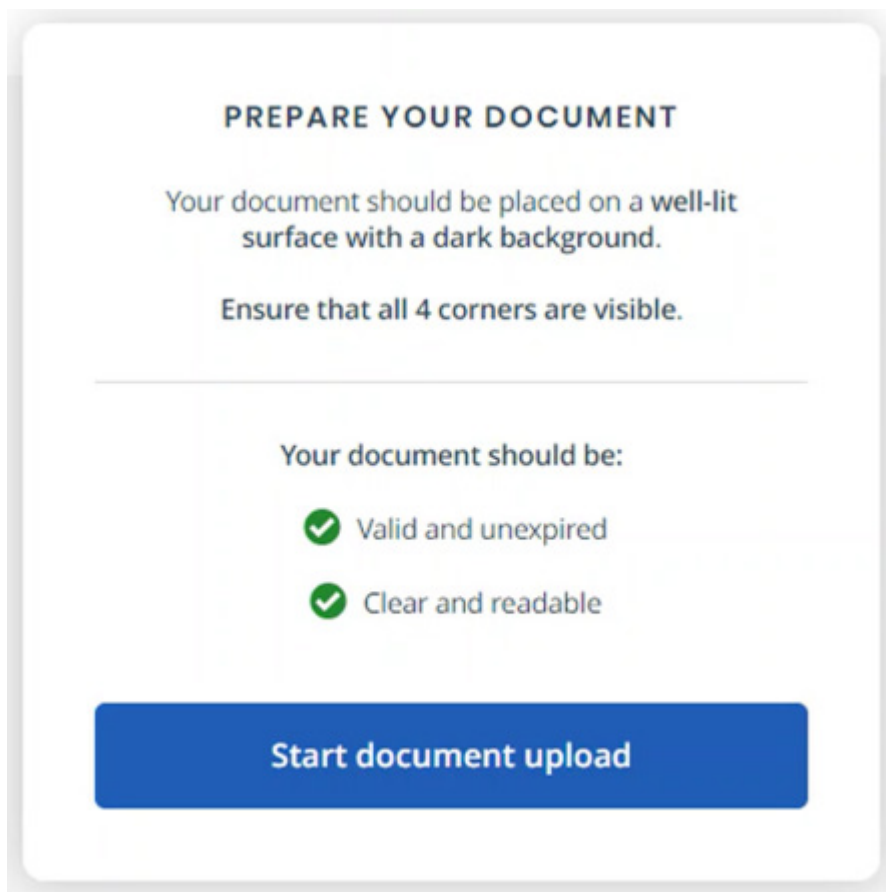 PREPARE YOUR DOCUMENT
Your document should be placed on a well-lit
surface with a dark background.
Ensure that all 4 corners are visible.
Your document should be:
Valid and unexpired
Clear and readable
Start document upload